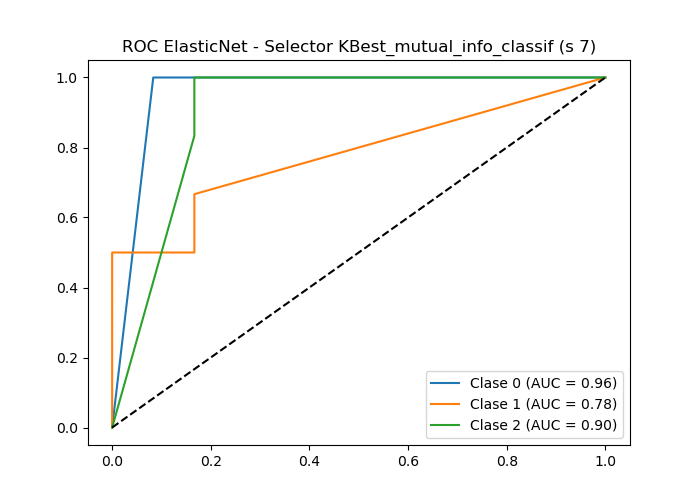 ROC ElasticNet - Selector KBest_mutual_info_classif (s 7)
1.0
0.8
0.6
0.4
0.2
0.0
0.0 0.2 0.4 0.6 0.8 1.0
Clase 0 (AUC = 0.96)
Clase 1 (AUC = 0.78)
Clase 2 (AUC = 0.90)